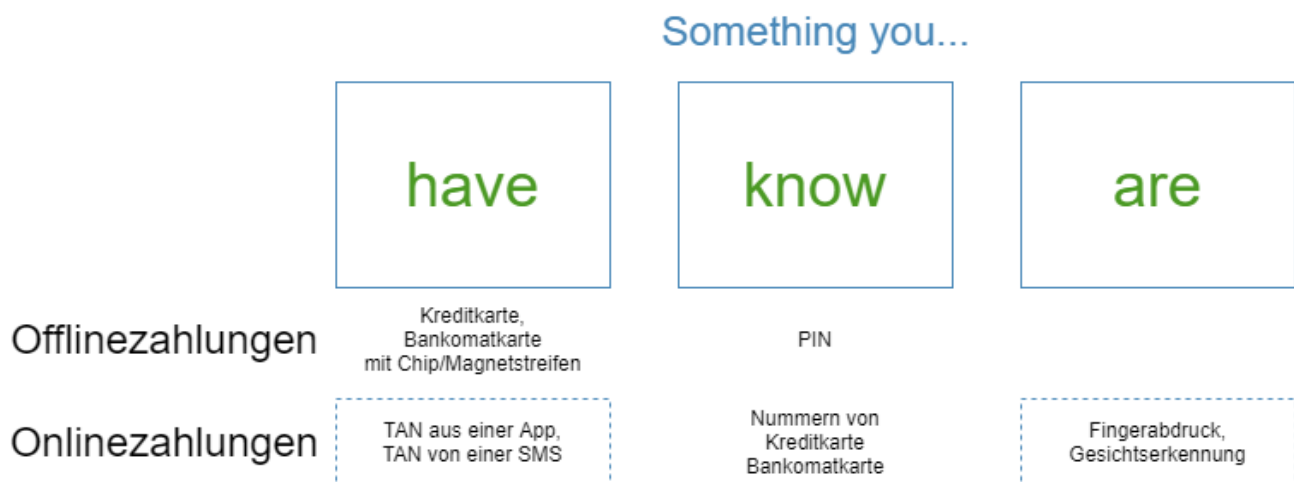 Something you...
have
know
are
Offlinezahlungen
Kreditkarte,
Bankomatkarte
mit Chip/Magnetstreifen
PIN
Onlinezahlungen
TAN aus einer App,
TAN von einer SMS
Nummern von
Kreditkarte
Bankomatkarte
Fingerabdruck,
Gesichtserkennung